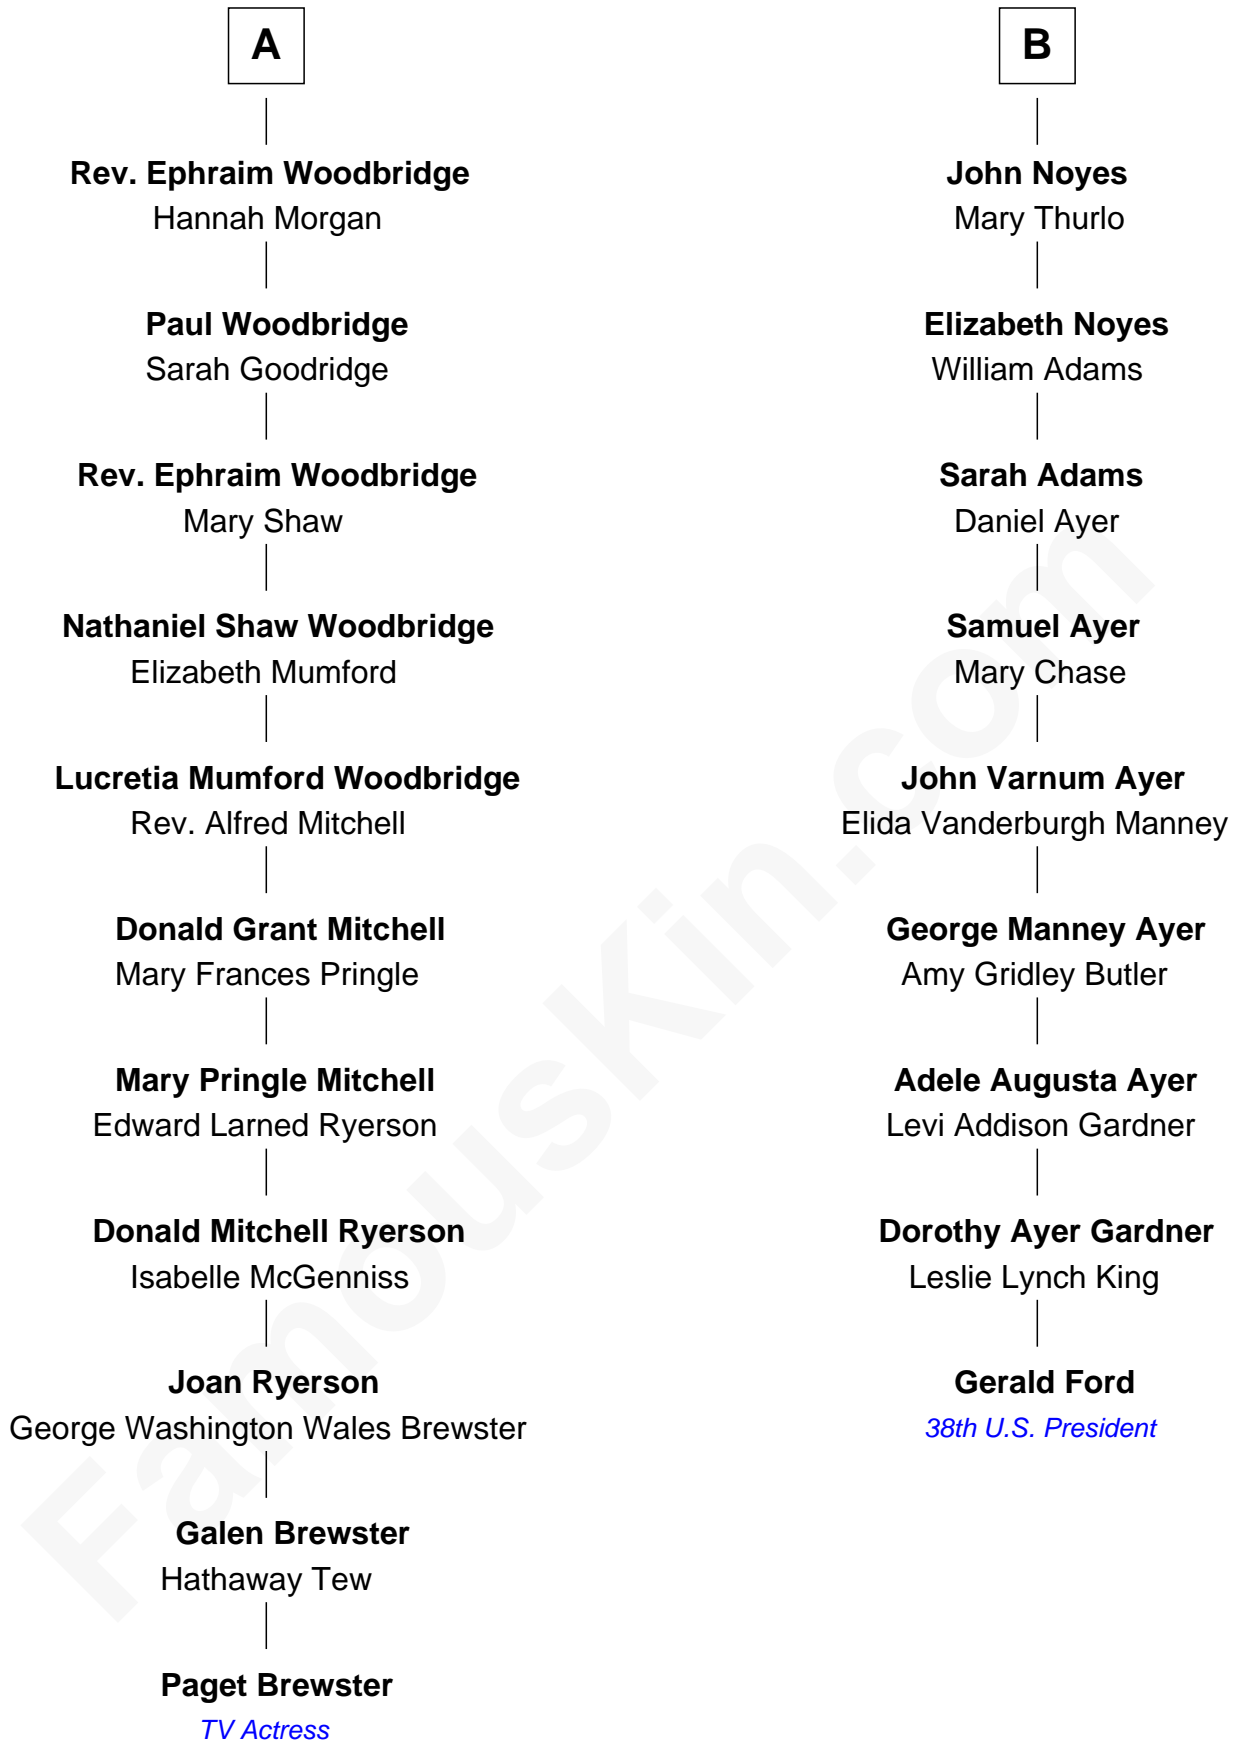 A
Rev. Ephraim Woodbridge
Hannah Morgan
Paul Woodbridge
Sarah Goodridge
Rev. Ephraim Woodbridge
Mary Shaw
Nathaniel Shaw Woodbridge
Elizabeth Mumford
Lucretia Mumford Woodbridge
Rev. Alfred Mitchell
Donald Grant Mitchell
Mary Frances Pringle
Mary Pringle Mitchell
Edward Larned Ryerson
Donald Mitchell Ryerson
Isabelle McGenniss
Joan Ryerson
George Washington Wales Brewster
Galen Brewster
Hathaway Tew
Paget Brewster
TV Actress
B
John Noyes
Mary Thurlo
Elizabeth Noyes
William Adams
Sarah Adams
Daniel Ayer
Samuel Ayer
Mary Chase
John Varnum Ayer
Elida Vanderburgh Manney
George Manney Ayer
Amy Gridley Butler
Adele Augusta Ayer
Levi Addison Gardner
Dorothy Ayer Gardner
Leslie Lynch King
Gerald Ford
38th U.S. President
FamousKin.com